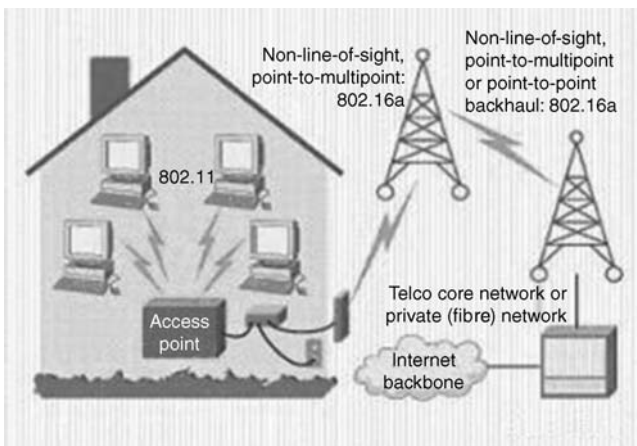 Non-line-of-sight,
point-to-multipoint:
802.16a
Non-line-of-sight,
point-to-multipoint
or point-to-point
backhaul: 802.16a
802.11
Access
point
Telco core network or
private (fibre) network
Internet
backbone